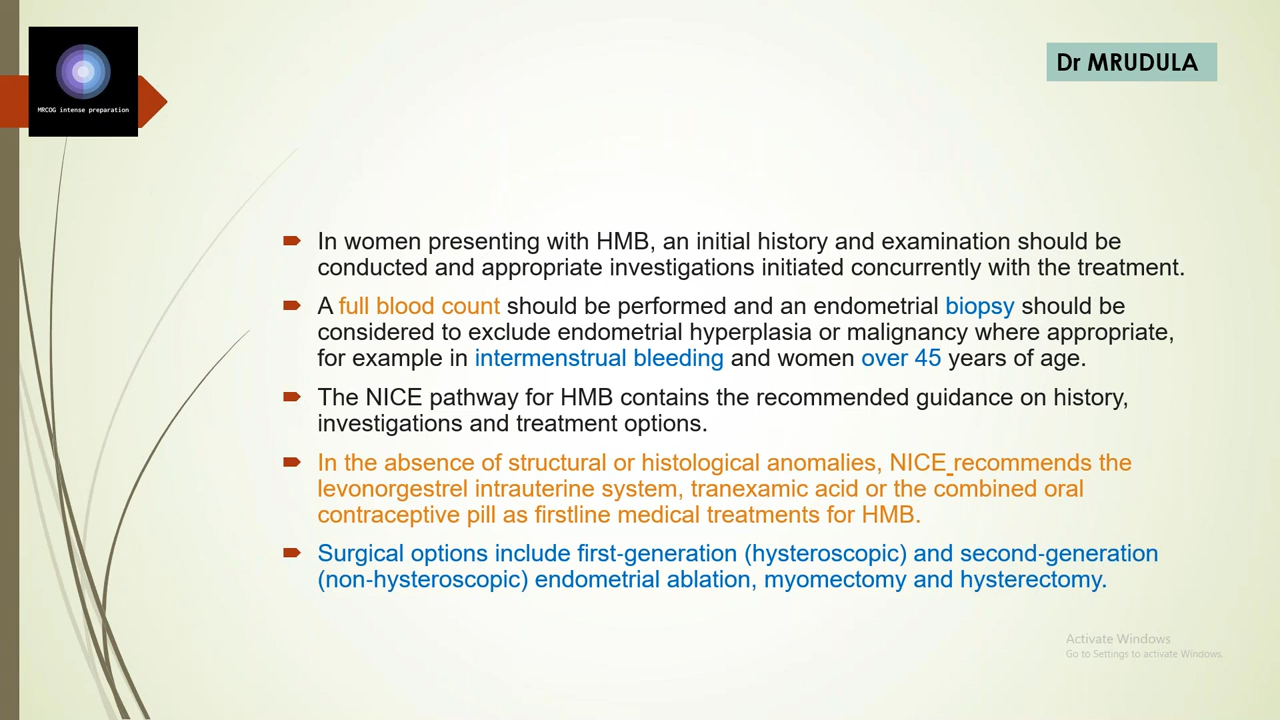 MRCOG intense preparation
Dr MRUDULA
In women presenting with HMB, an initial history and examination should be
conducted and appropriate investigations initiated concurrently with the treatment.
A full blood count should be performed and an endometrial biopsy should be
considered to exclude endometrial hyperplasia or malignancy where appropriate,
for example in intermenstrual bleeding and women over 45 years of age.
The NICE pathway for HMB contains the recommended guidance on history,
investigations and treatment options.
In the absence of structural or histological anomalies, NICE recommends the
levonorgestrel intrauterine system, tranexamic acid or the combined oral
contraceptive pill as firstline medical treatments for HMB.
Surgical options include first-generation (hysteroscopic) and second-generation
(non-hysteroscopic) endometrial ablation, myomectomy and hysterectomy.
Activate Windows
Go to Settings to activate Windows.